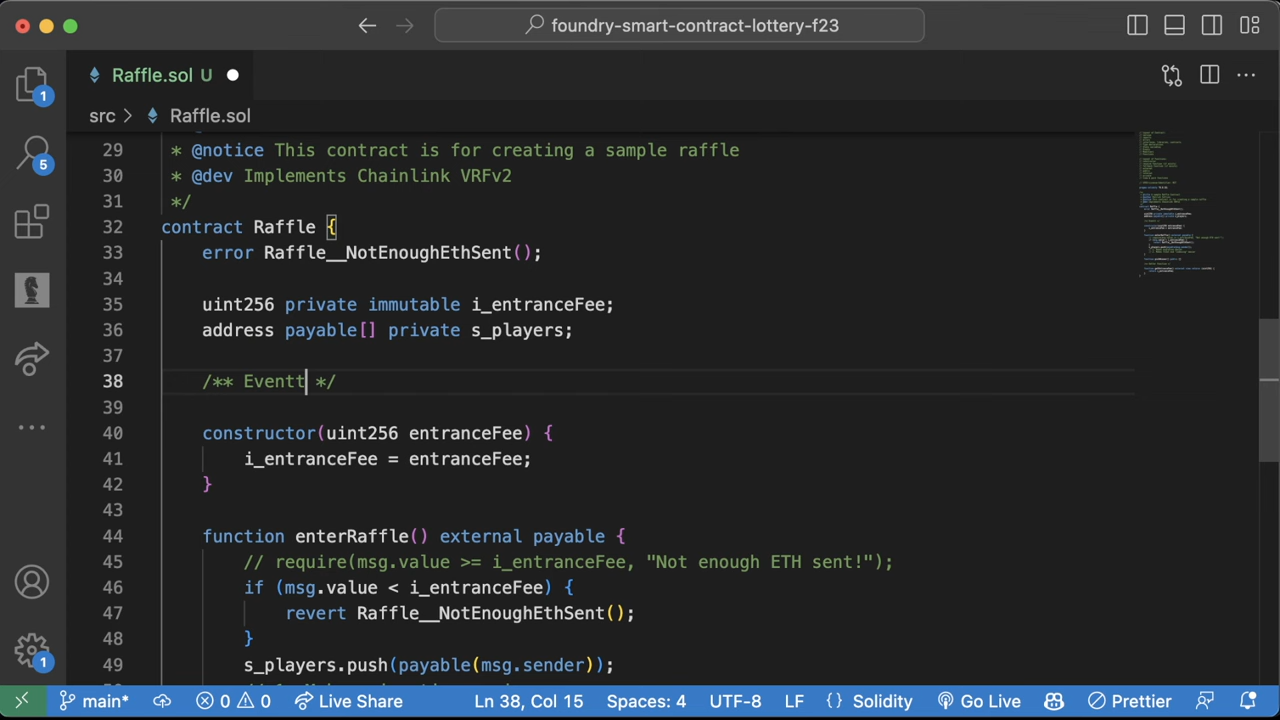 foundry-smart-contract-lottery-f23
Raffle.sol U
src > Raffle.sol
1
5
1
29 * @notice This contract is for creating a sample raffle
30 * @dev Implements Chainlink VRFv2
31 */
32 contract Raffle {
33 error Raffle__NotEnoughEthSent();
34
35 uint256 private immutable i_entranceFee;
36 address payable[] private s_players;
37
38 /** Eventt */
39
40 constructor(uint256 entranceFee) {
41 i_entranceFee = entranceFee;
42 }
43
44 function enterRaffle() external payable {
45 // require(msg.value >= i_entranceFee, "Not enough ETH sent!");
46 if (msg.value < i_entranceFee) {
47 revert Raffle__NotEnoughEthSent();
48 }
49 s_players.push(payable(msg.sender));
main* 0 0 Live Share Ln 38, Col 15 Spaces: 4 UTF-8 LF {} Solidity Go Live Prettier